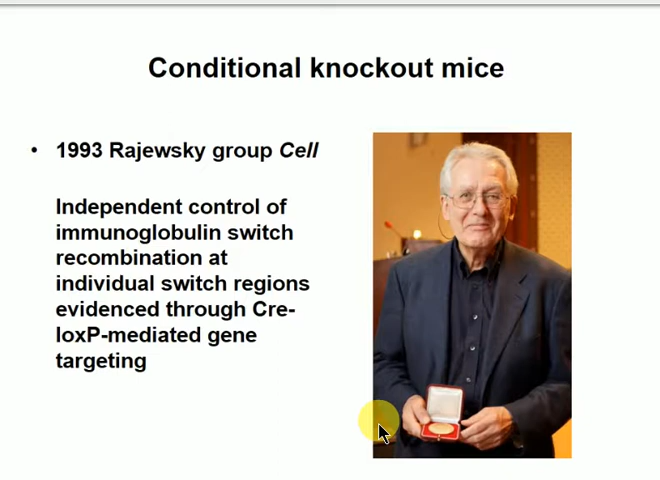 Conditional knockout mice
• 1993 Rajewsky group Cell
Independent control of
immunoglobulin switch
recombination at
individual switch regions
evidenced through Cre-
loxP-mediated gene
targeting